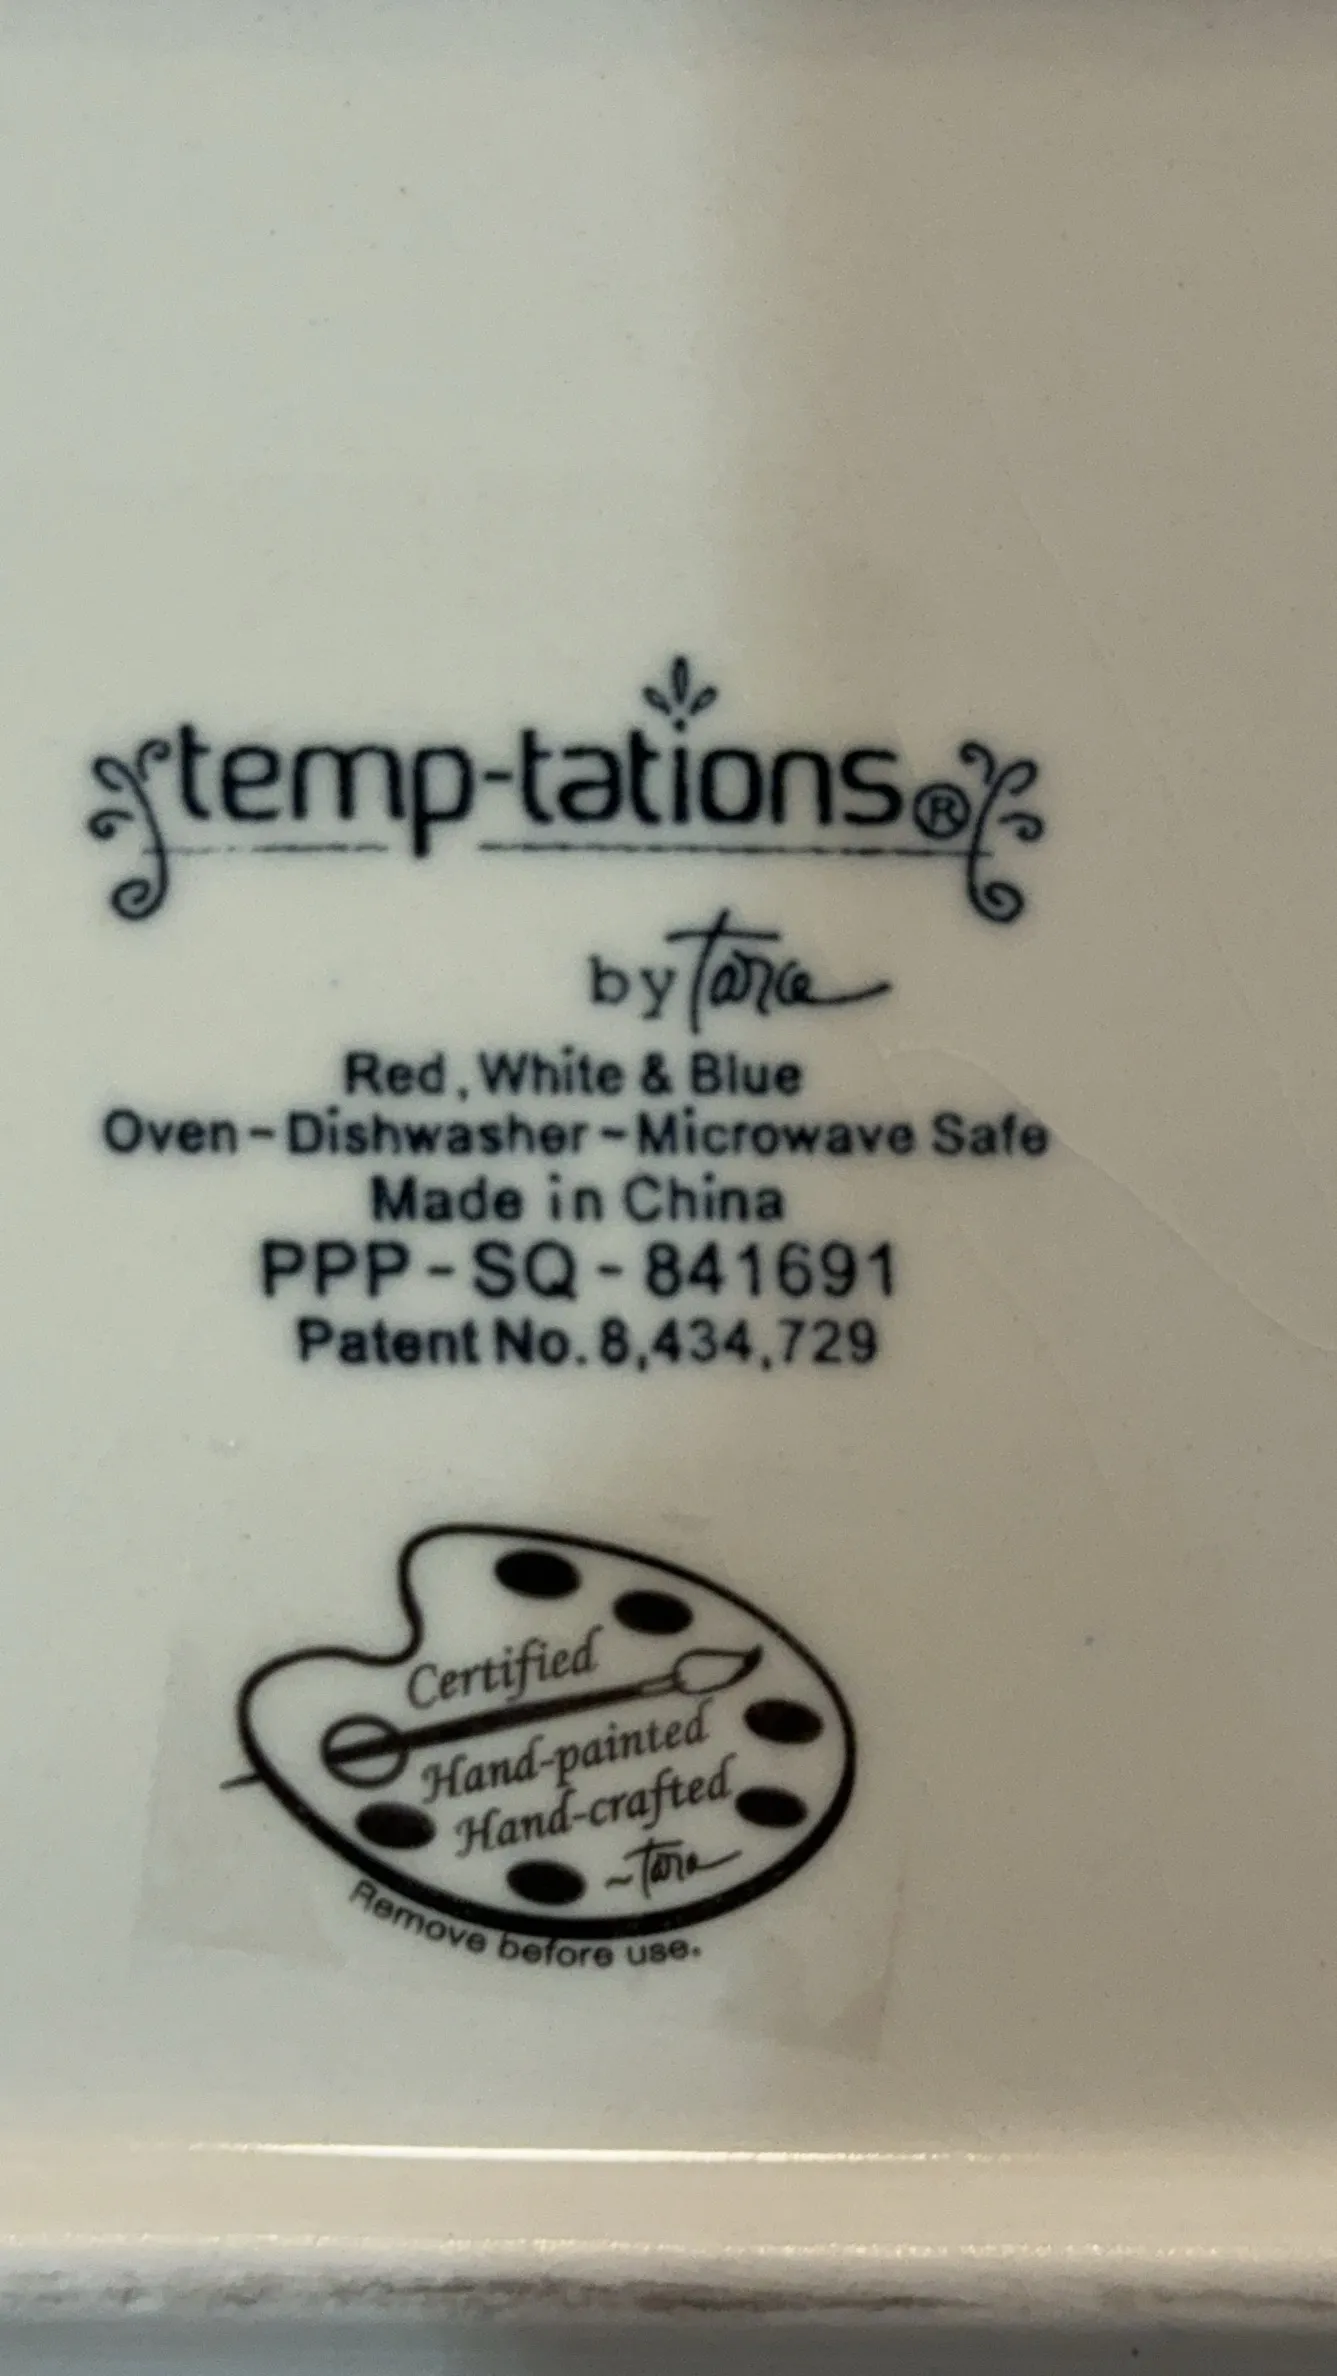 temp-tations®
by Tara
Red, White & Blue
Oven~Dishwasher~Microwave Safe
Made in China
PPP-SQ-841691
Patent No. 8,434,729
Certified
Hand-painted
Hand-crafted
~Tara
Remove before use.